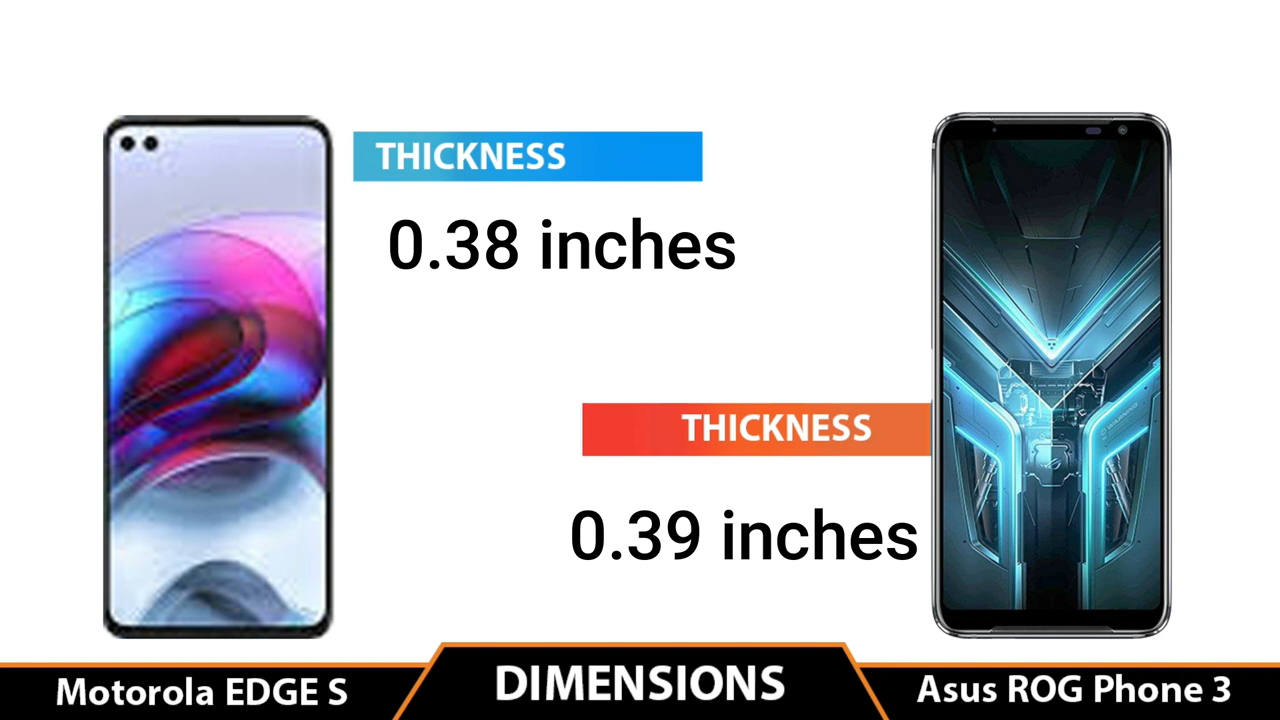 THICKNESS
0.38 inches
THICKNESS
0.39 inches
Motorola EDGE S
DIMENSIONS
Asus ROG Phone 3